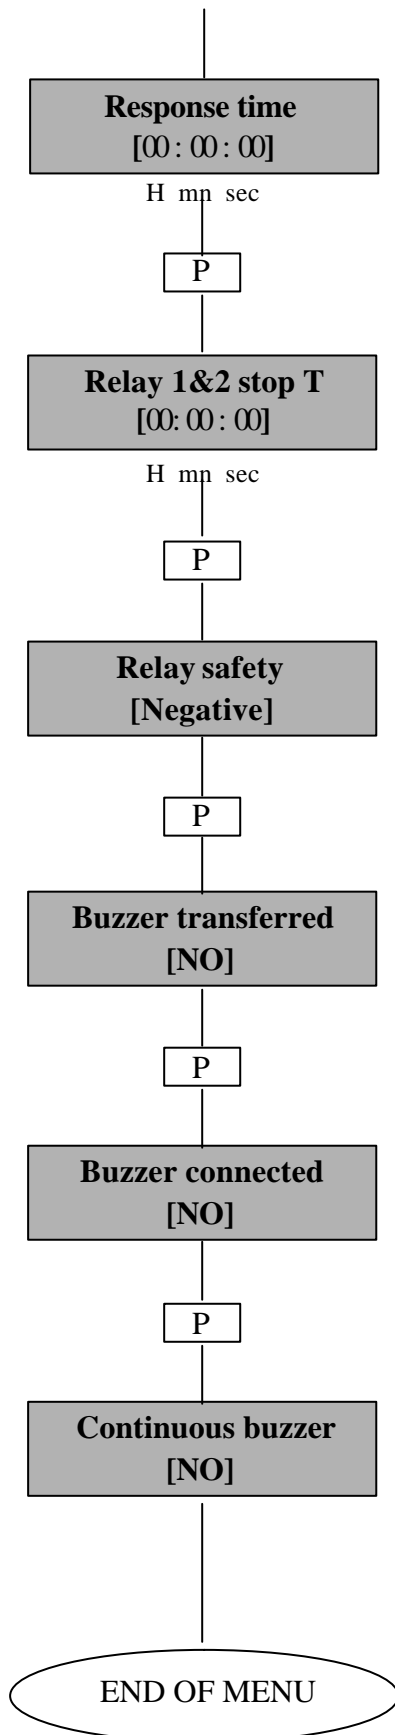 Response time
[00 : 00 : 00]
H mn sec
P
Relay 1&2 stop T
[00: 00 : 00]
H mn sec
P
Relay safety
[Negative]
P
Buzzer transferred
[NO]
P
Buzzer connected
[NO]
P
Continuous buzzer
[NO]
END OF MENU